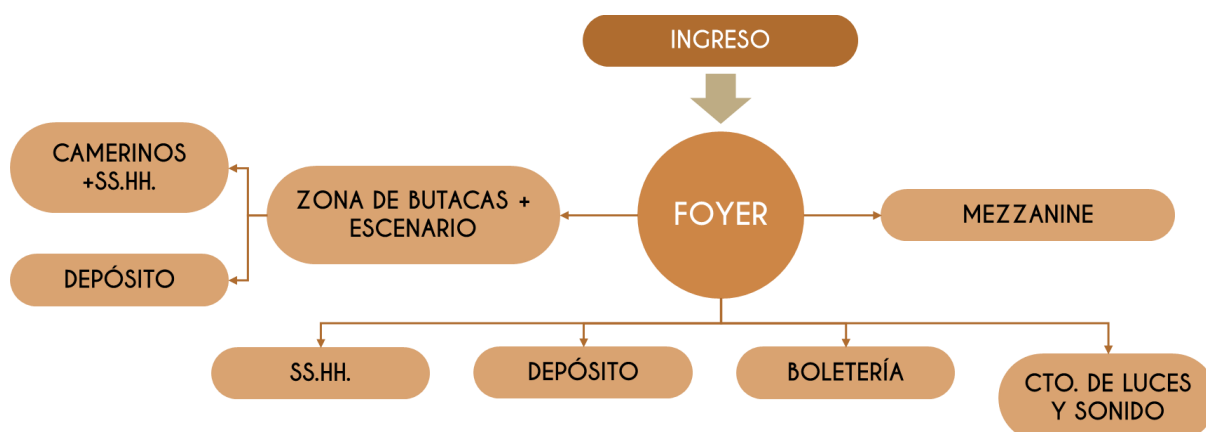 INGRESO
CAMERINOS
+SS.HH.
ZONA DE BUTACAS +
ESCENARIO
FOYER
MEZZANINE
DEPÓSITO
SS.HH.
DEPÓSITO
BOLETERÍA
CTO. DE LUCES
Y SONIDO